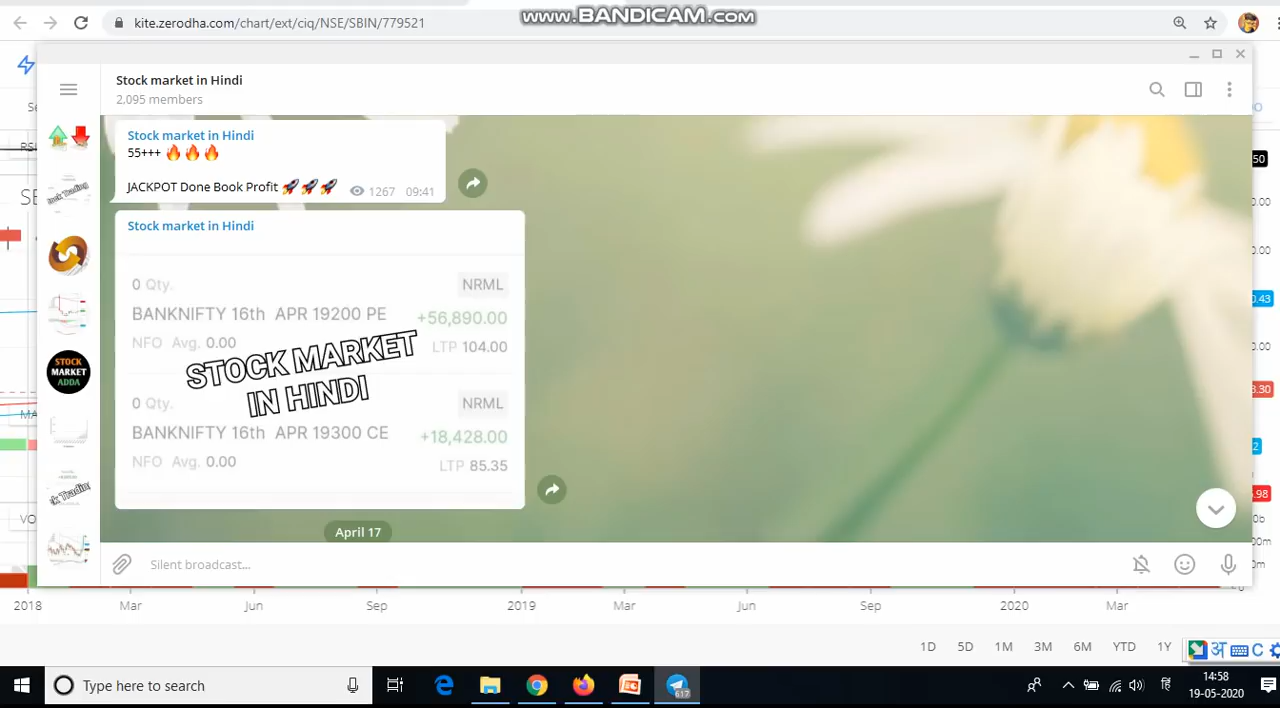 kite.zerodha.com/chart/ext/ciq/NSE/SBIN/779521
www.BANDICAM.com
Stock market in Hindi
2,095 members
Stock market in Hindi
55+++ 🔥🔥🔥
JACKPOT Done Book Profit 🚀🚀🚀 1267 09:41
Stock market in Hindi
0 Qty. NRML
BANKNIFTY 16th APR 19200 PE +56,890.00
NFO Avg. 0.00 LTP 104.00
STOCK MARKET
IN HINDI
0 Qty. NRML
BANKNIFTY 16th APR 19300 CE +18,428.00
NFO Avg. 0.00 LTP 85.35
April 17
Silent broadcast...
STOCK
MARKET
ADDA
2018 Mar Jun Sep 2019 Mar Jun Sep 2020 Mar
1D 5D 1M 3M 6M YTD 1Y
अ
Type here to search
617
हि
14:58
19-05-2020